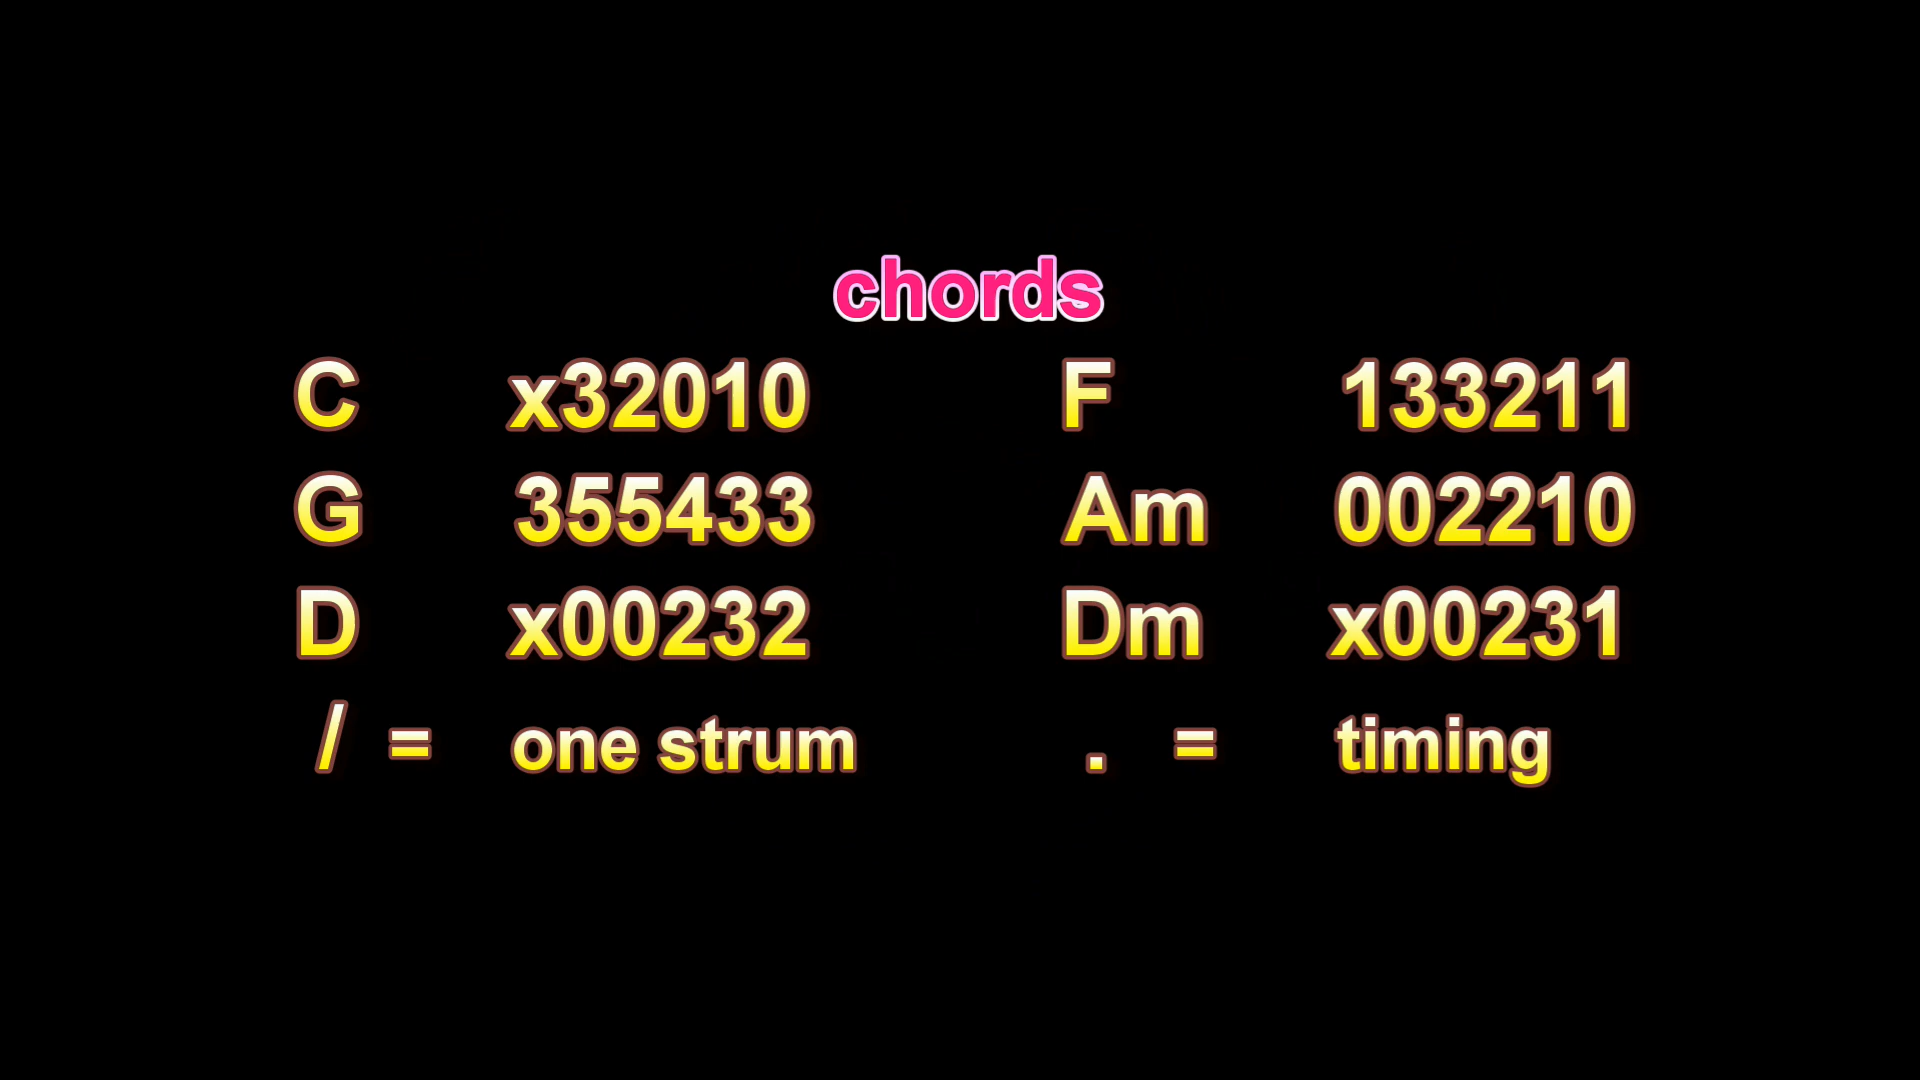 chords
C x32010 F 133211
G 355433 Am 002210
D x00232 Dm x00231
/ = one strum . = timing